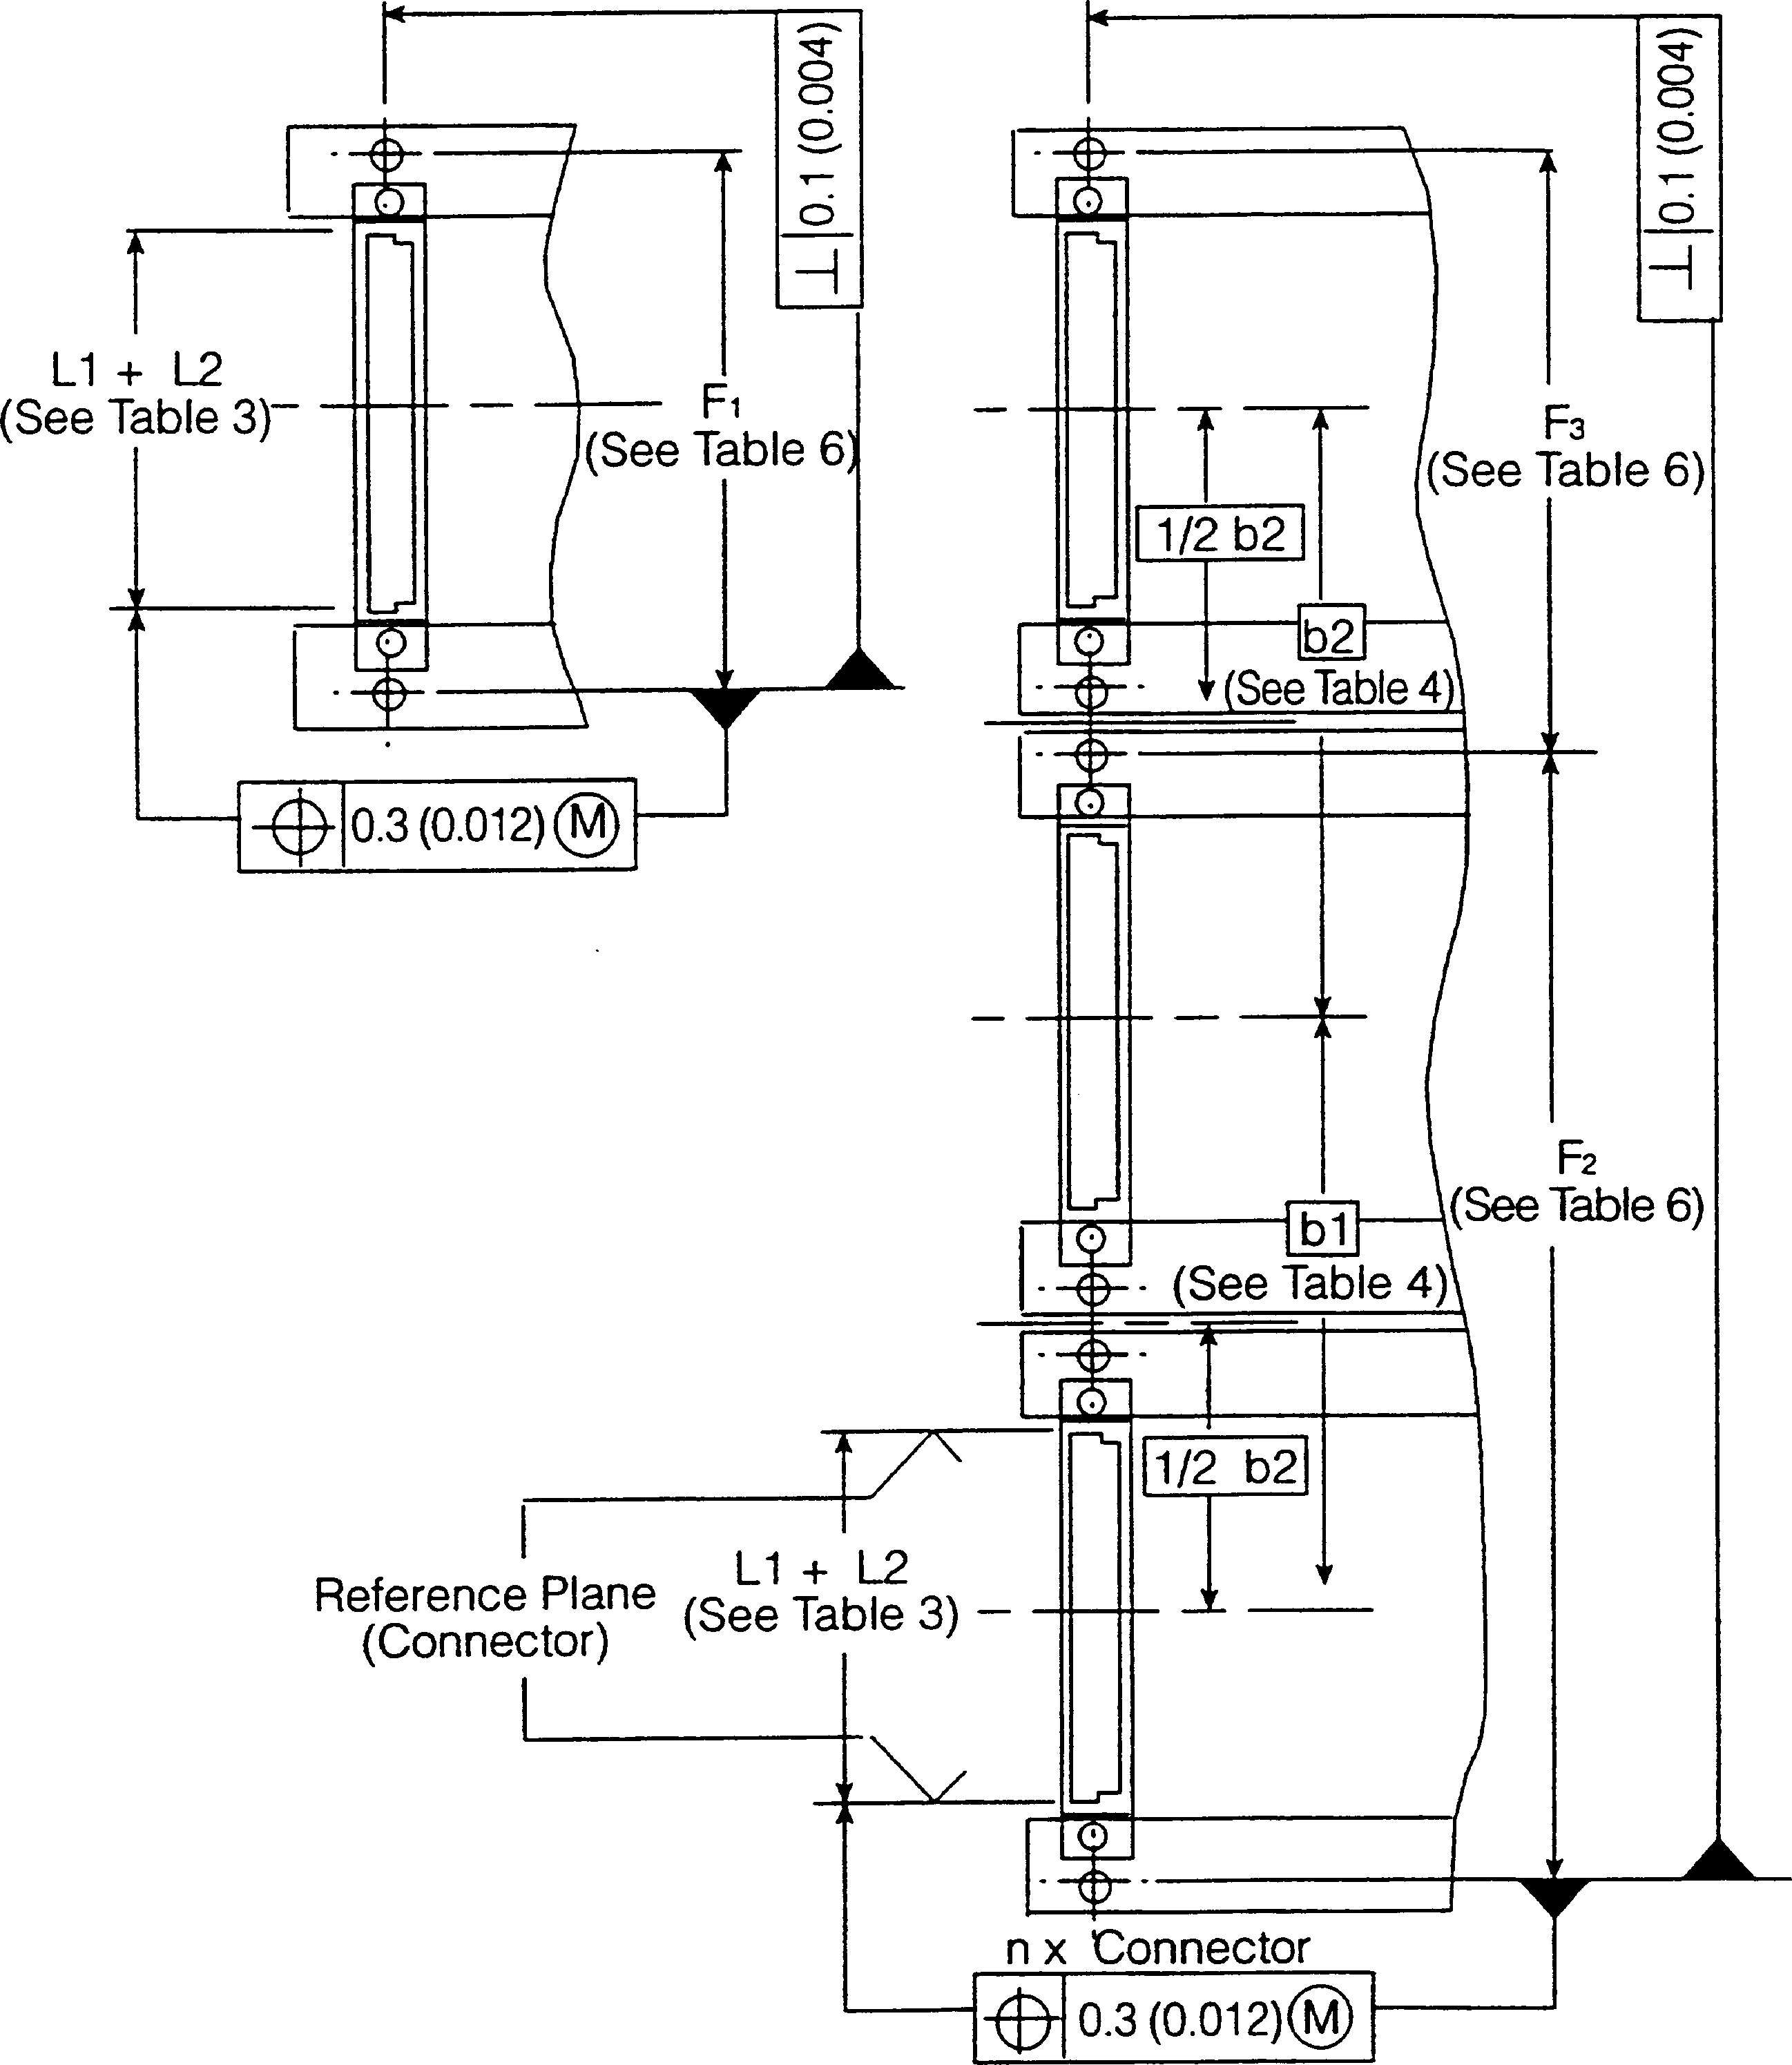 ⊥ 0.1 (0.004)
⊥ 0.1 (0.004)
L1 + L2
(See Table 3)
F1
(See Table 6)
F3
(See Table 6)
1/2 b2
b2
(See Table 4)
⌖ 0.3 (0.012) Ⓜ
F2
(See Table 6)
b1
(See Table 4)
1/2 b2
Reference Plane
(Connector)
L1 + L2
(See Table 3)
n x Connector
⌖ 0.3 (0.012) Ⓜ